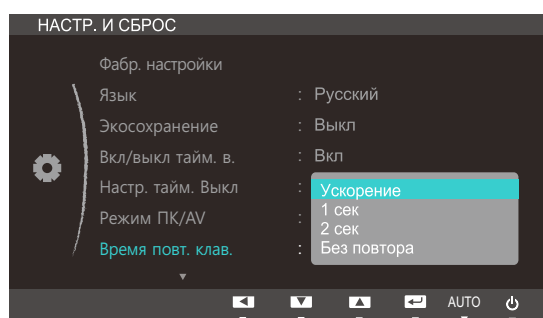 НАСТР. И СБРОС
Фабр. настройки
Язык : Русский
Экосохранение : Выкл
Вкл/выкл тайм. в. : Вкл
Настр. тайм. Выкл :
Режим ПК/AV :
Время повт. клав. :
Ускорение
1 сек
2 сек
Без повтора
AUTO